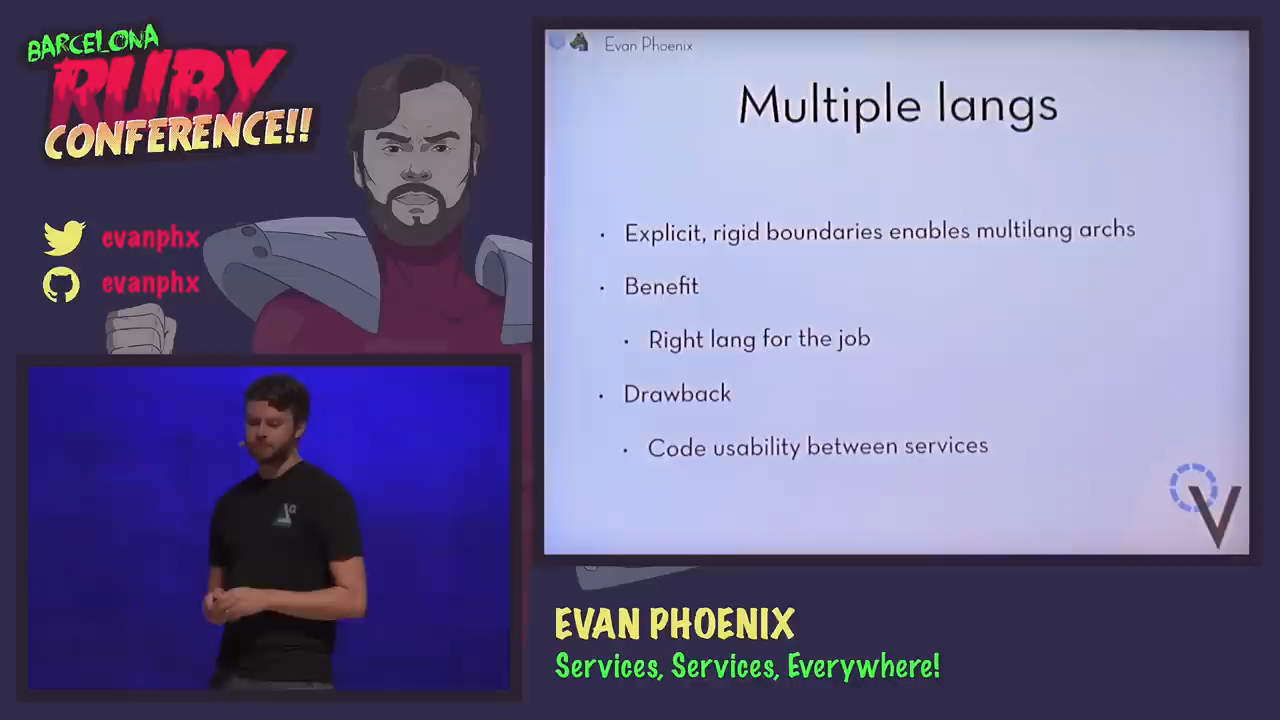 BARCELONA
RUBY
CONFERENCE!!
evanphx
evanphx
Evan Phoenix
Multiple langs
• Explicit, rigid boundaries enables multilang archs
• Benefit
• Right lang for the job
• Drawback
• Code usability between services
V
EVAN PHOENIX
Services, Services, Everywhere!